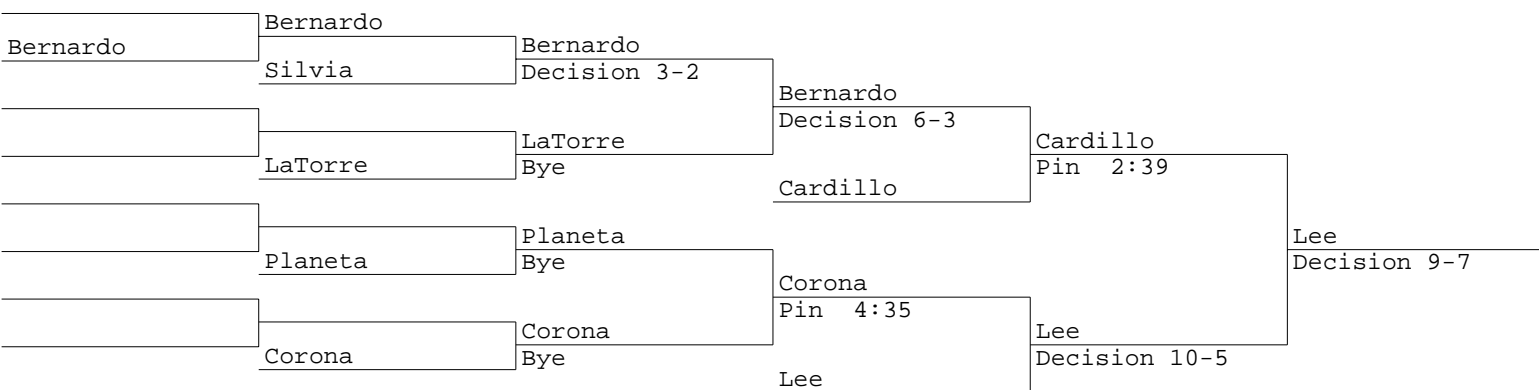 Bernardo
Bernardo
Silvia
Bernardo
Decision 3-2
LaTorre
LaTorre
Bye
Bernardo
Decision 6-3
Cardillo
Cardillo
Pin 2:39
Planeta
Planeta
Bye
Corona
Corona
Bye
Corona
Pin 4:35
Lee
Lee
Decision 10-5
Lee
Decision 9-7